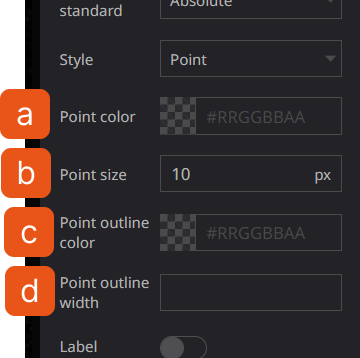 standard Absolute
Style Point
a Point color #RRGGBBAA
b Point size 10 px
c Point outline
color #RRGGBBAA
d Point outline
width
Label